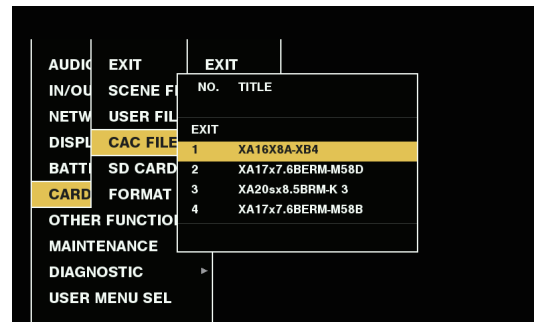 AUDIO EXIT EXIT
IN/OU SCENE FI NO. TITLE
NETW USER FIL
DISPL CAC FILE EXIT
1 XA16X8A-XB4
BATTI SD CARD 2 XA17x7.6BERM-M58D
CARD FORMAT 3 XA20sx8.5BRM-K 3
4 XA17x7.6BERM-M58B
OTHER FUNCTIO
MAINTENANCE
DIAGNOSTIC
USER MENU SEL